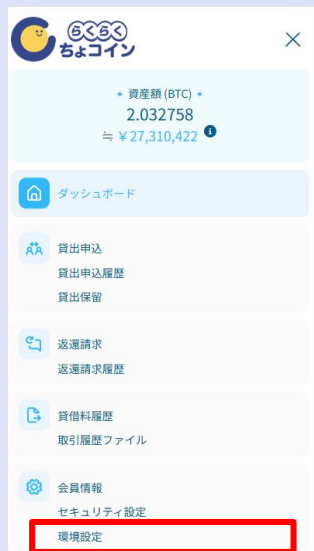 らくらく
ちょコイン
資産額 (BTC)
2.032758
≒ ¥27,310,422
ダッシュボード
貸出申込
貸出申込履歴
貸出保留
返還請求
返還請求履歴
貸借料履歴
取引履歴ファイル
会員情報
セキュリティ設定
環境設定